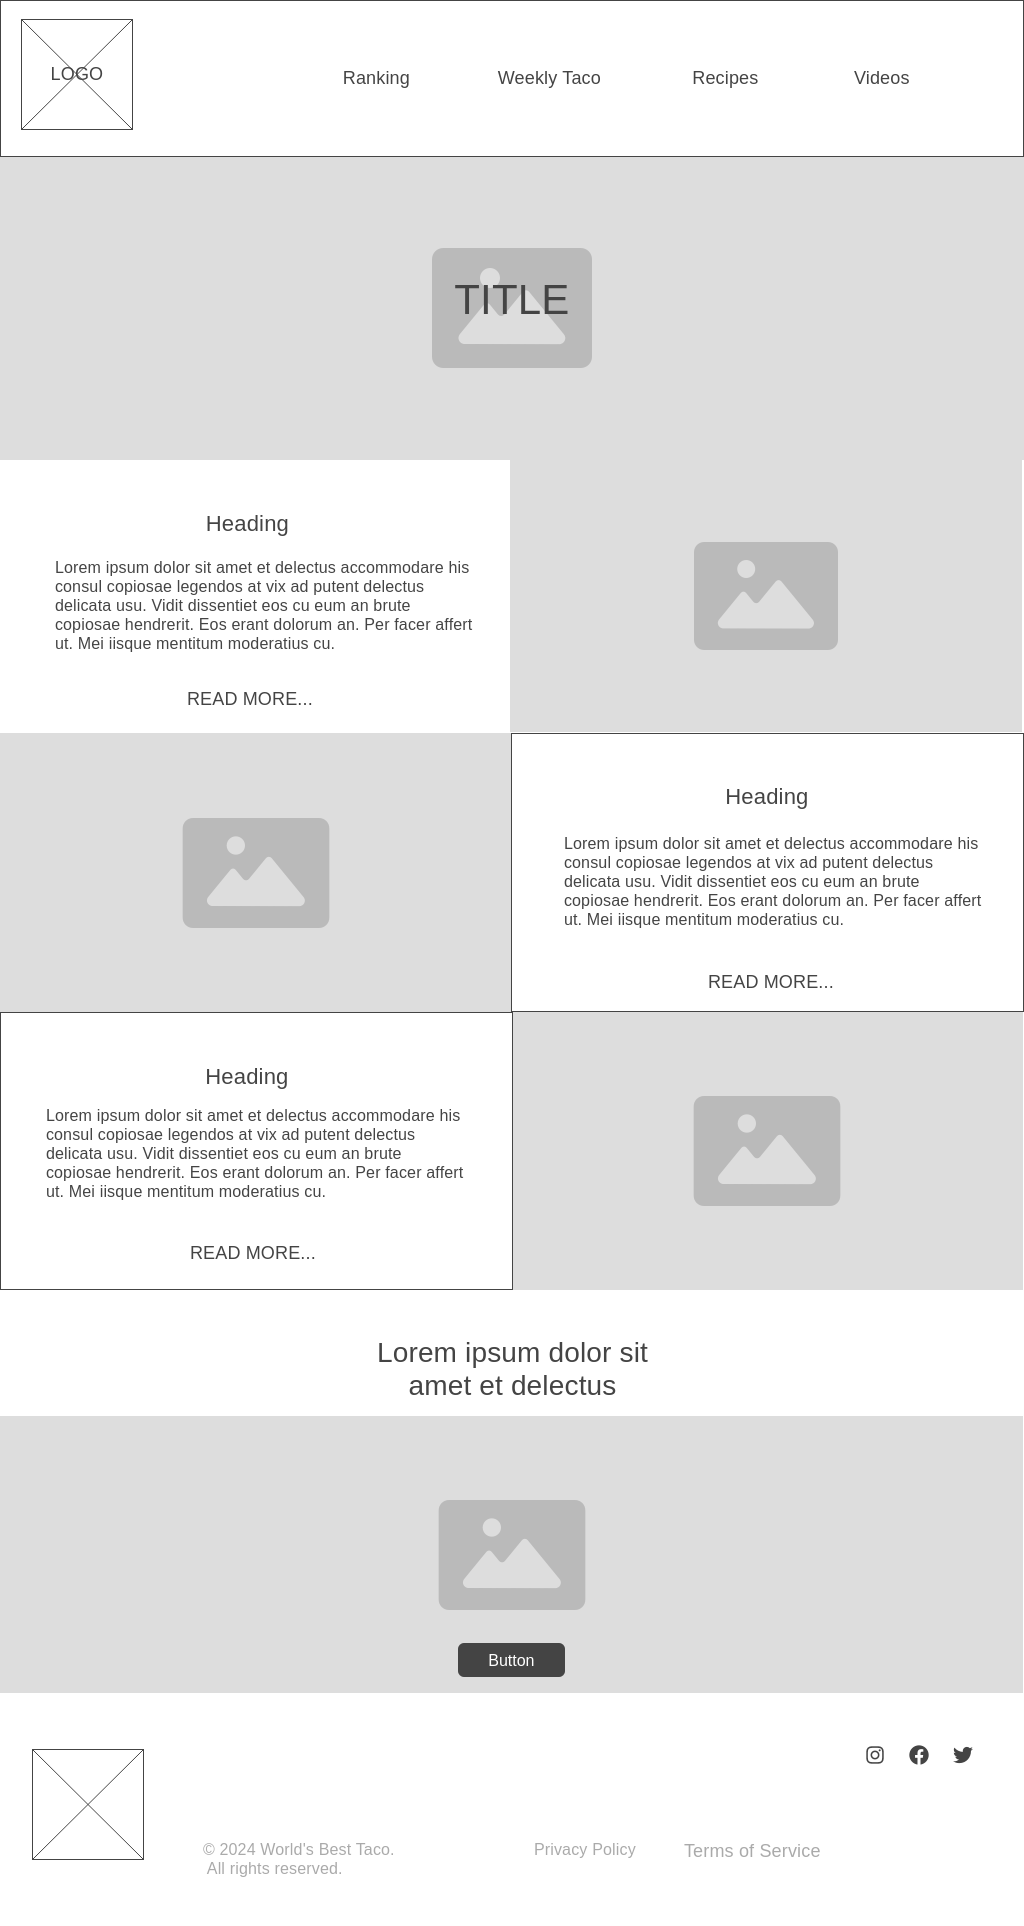 LOGO
Ranking
Weekly Taco
Recipes
Videos
TITLE
Heading
Lorem ipsum dolor sit amet et delectus accommodare his
consul copiosae legendos at vix ad putent delectus
delicata usu. Vidit dissentiet eos cu eum an brute
copiosae hendrerit. Eos erant dolorum an. Per facer affert
ut. Mei iisque mentitum moderatius cu.
READ MORE...
Heading
Lorem ipsum dolor sit amet et delectus accommodare his
consul copiosae legendos at vix ad putent delectus
delicata usu. Vidit dissentiet eos cu eum an brute
copiosae hendrerit. Eos erant dolorum an. Per facer affert
ut. Mei iisque mentitum moderatius cu.
READ MORE...
Heading
Lorem ipsum dolor sit amet et delectus accommodare his
consul copiosae legendos at vix ad putent delectus
delicata usu. Vidit dissentiet eos cu eum an brute
copiosae hendrerit. Eos erant dolorum an. Per facer affert
ut. Mei iisque mentitum moderatius cu.
READ MORE...
Lorem ipsum dolor sit
amet et delectus
Button
© 2024 World's Best Taco.
All rights reserved.
Privacy Policy
Terms of Service